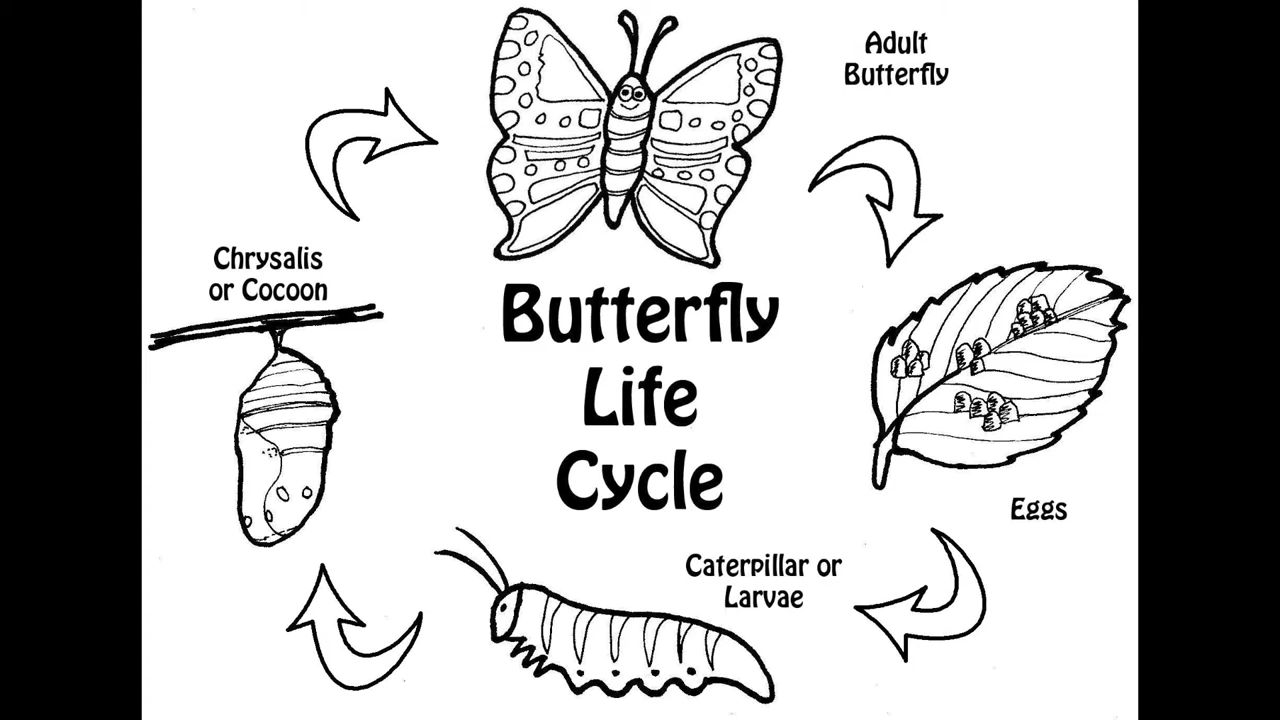 Adult
Butterfly
Chrysalis
or Cocoon
Butterfly
Life
Cycle
Eggs
Caterpillar or
Larvae